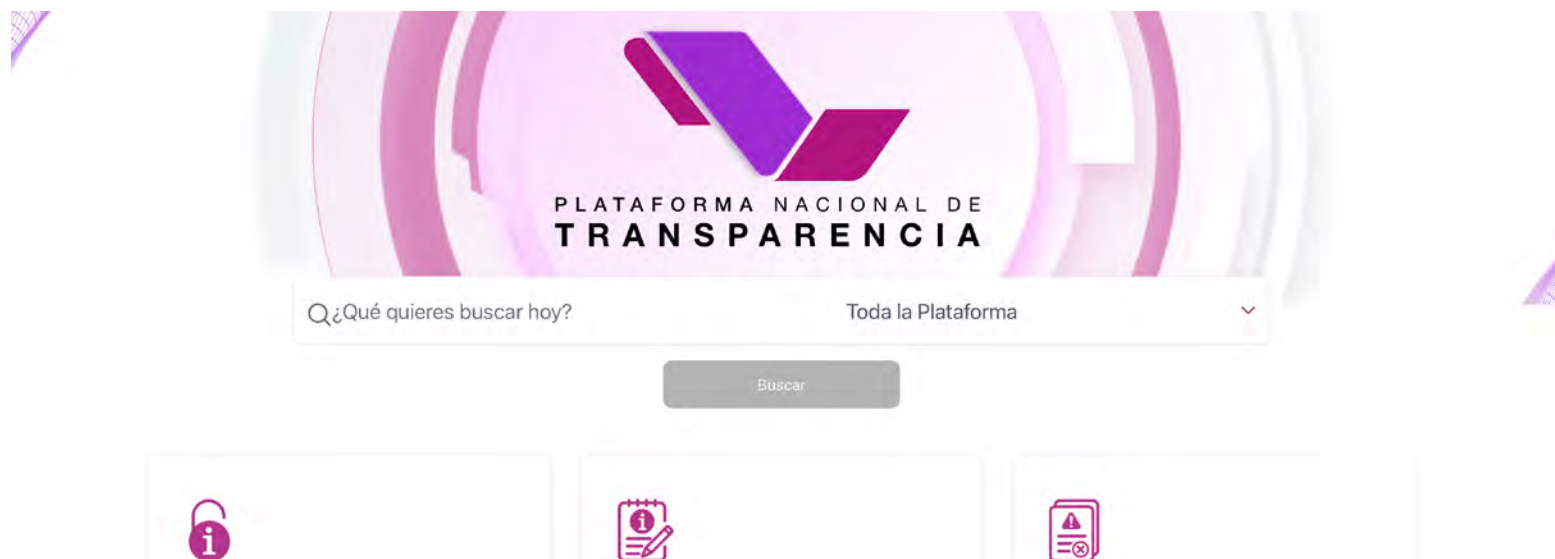 PLATAFORMA NACIONAL DE
TRANSPARENCIA
¿Qué quieres buscar hoy?
Toda la Plataforma
Buscar